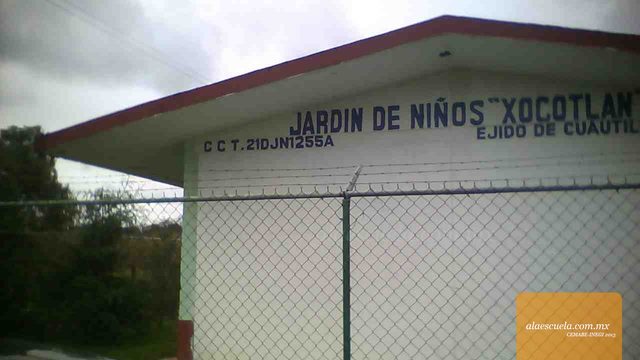 JARDIN DE NIÑOS "XOCOTLAN"
C C T. 21DJN1255A
EJIDO DE CUAUTIL
alaescuela.com.mx
CEMABE-INEGI 2013